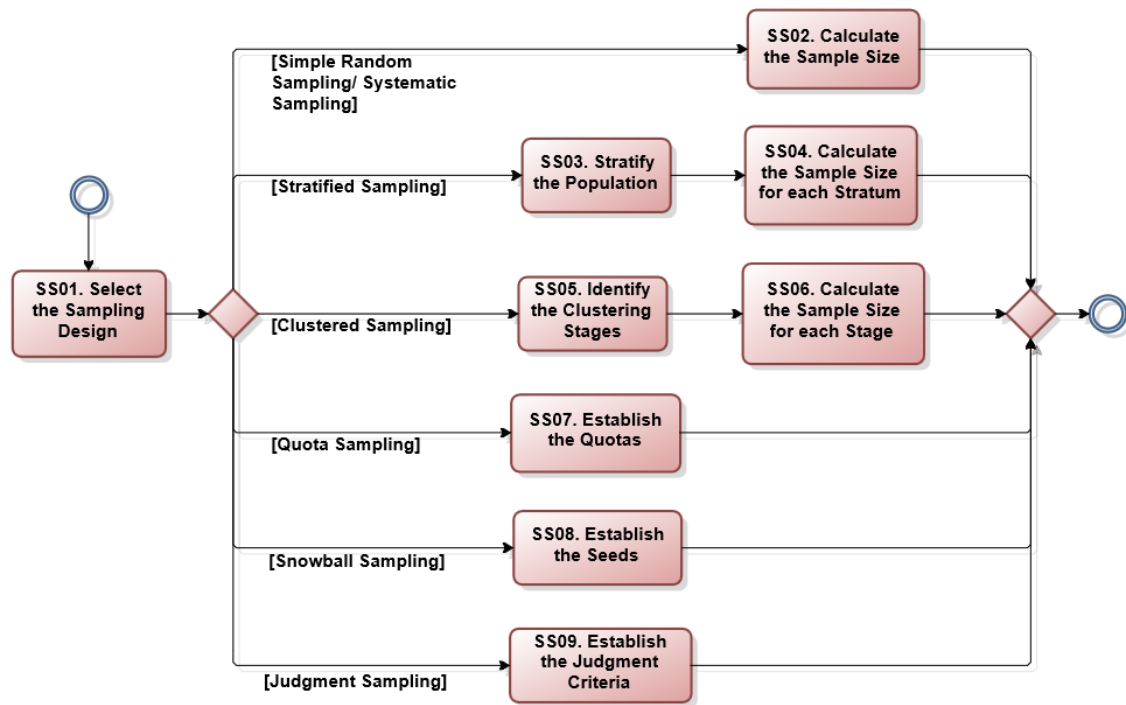 SS02. Calculate
the Sample Size
[Simple Random
Sampling/ Systematic
Sampling]
SS03. Stratify
the Population
SS04. Calculate
the Sample Size
for each Stratum
[Stratified Sampling]
SS01. Select
the Sampling
Design
SS05. Identify
the Clustering
Stages
SS06. Calculate
the Sample Size
for each Stage
[Clustered Sampling]
SS07. Establish
the Quotas
[Quota Sampling]
SS08. Establish
the Seeds
[Snowball Sampling]
SS09. Establish
the Judgment
Criteria
[Judgment Sampling]